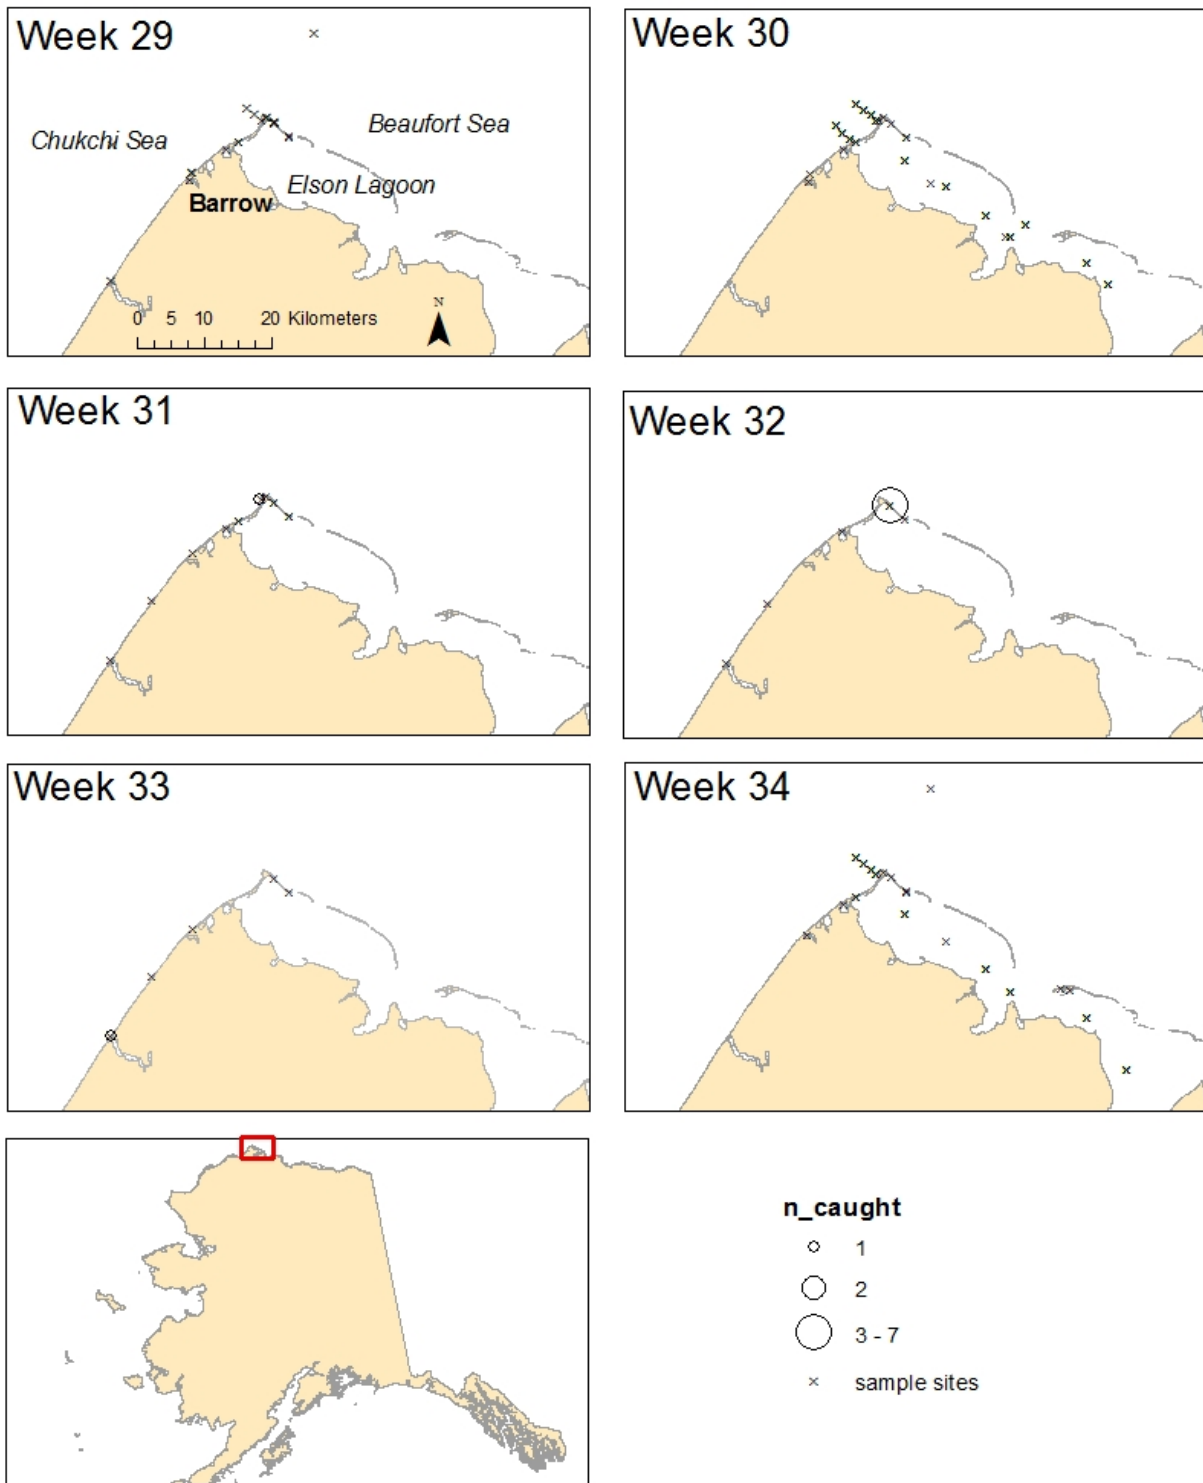 Week 29
Chukchi Sea
Beaufort Sea
Elson Lagoon
Barrow
0 5 10 20 Kilometers
N
Week 30
Week 31
Week 32
Week 33
Week 34
n_caught
1
2
3 - 7
sample sites